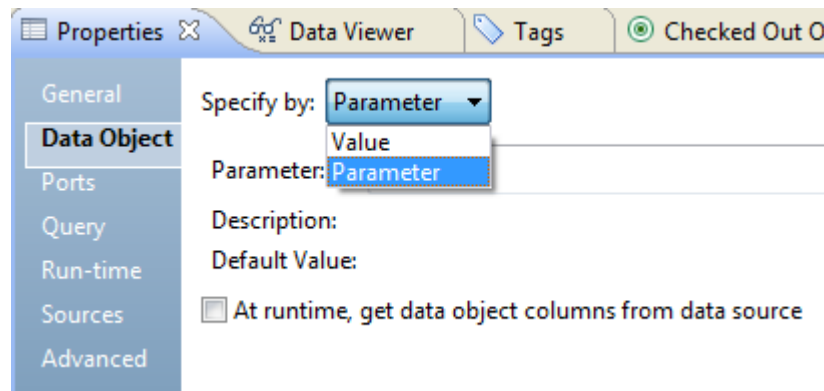 Properties Data Viewer Tags Checked Out O
General
Specify by: Parameter
Data Object
Value
Parameter: Parameter
Ports
Description:
Query
Default Value:
Run-time
At runtime, get data object columns from data source
Sources
Advanced